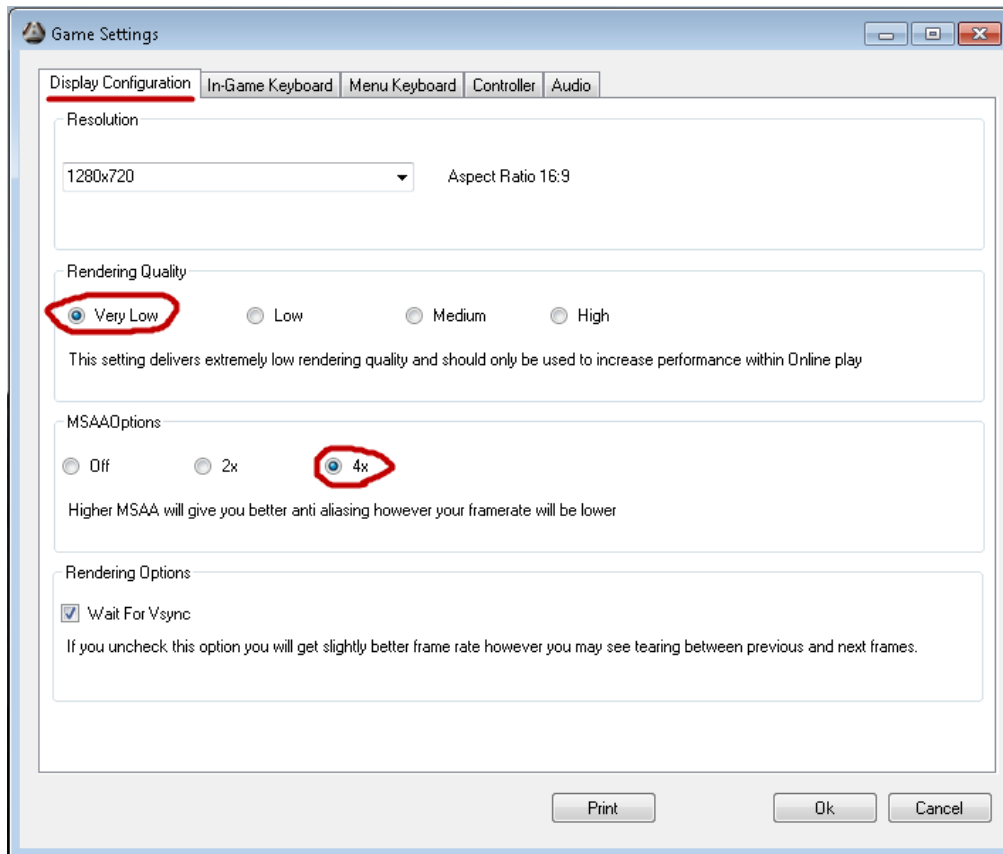 Game Settings
Display Configuration In-Game Keyboard Menu Keyboard Controller Audio
Resolution
1280x720 Aspect Ratio 16:9
Rendering Quality
Very Low Low Medium High
This setting delivers extremely low rendering quality and should only be used to increase performance within Online play
MSAAOptions
Off 2x 4x
Higher MSAA will give you better anti aliasing however your framerate will be lower
Rendering Options
Wait For Vsync
If you uncheck this option you will get slightly better frame rate however you may see tearing between previous and next frames.
Print Ok Cancel